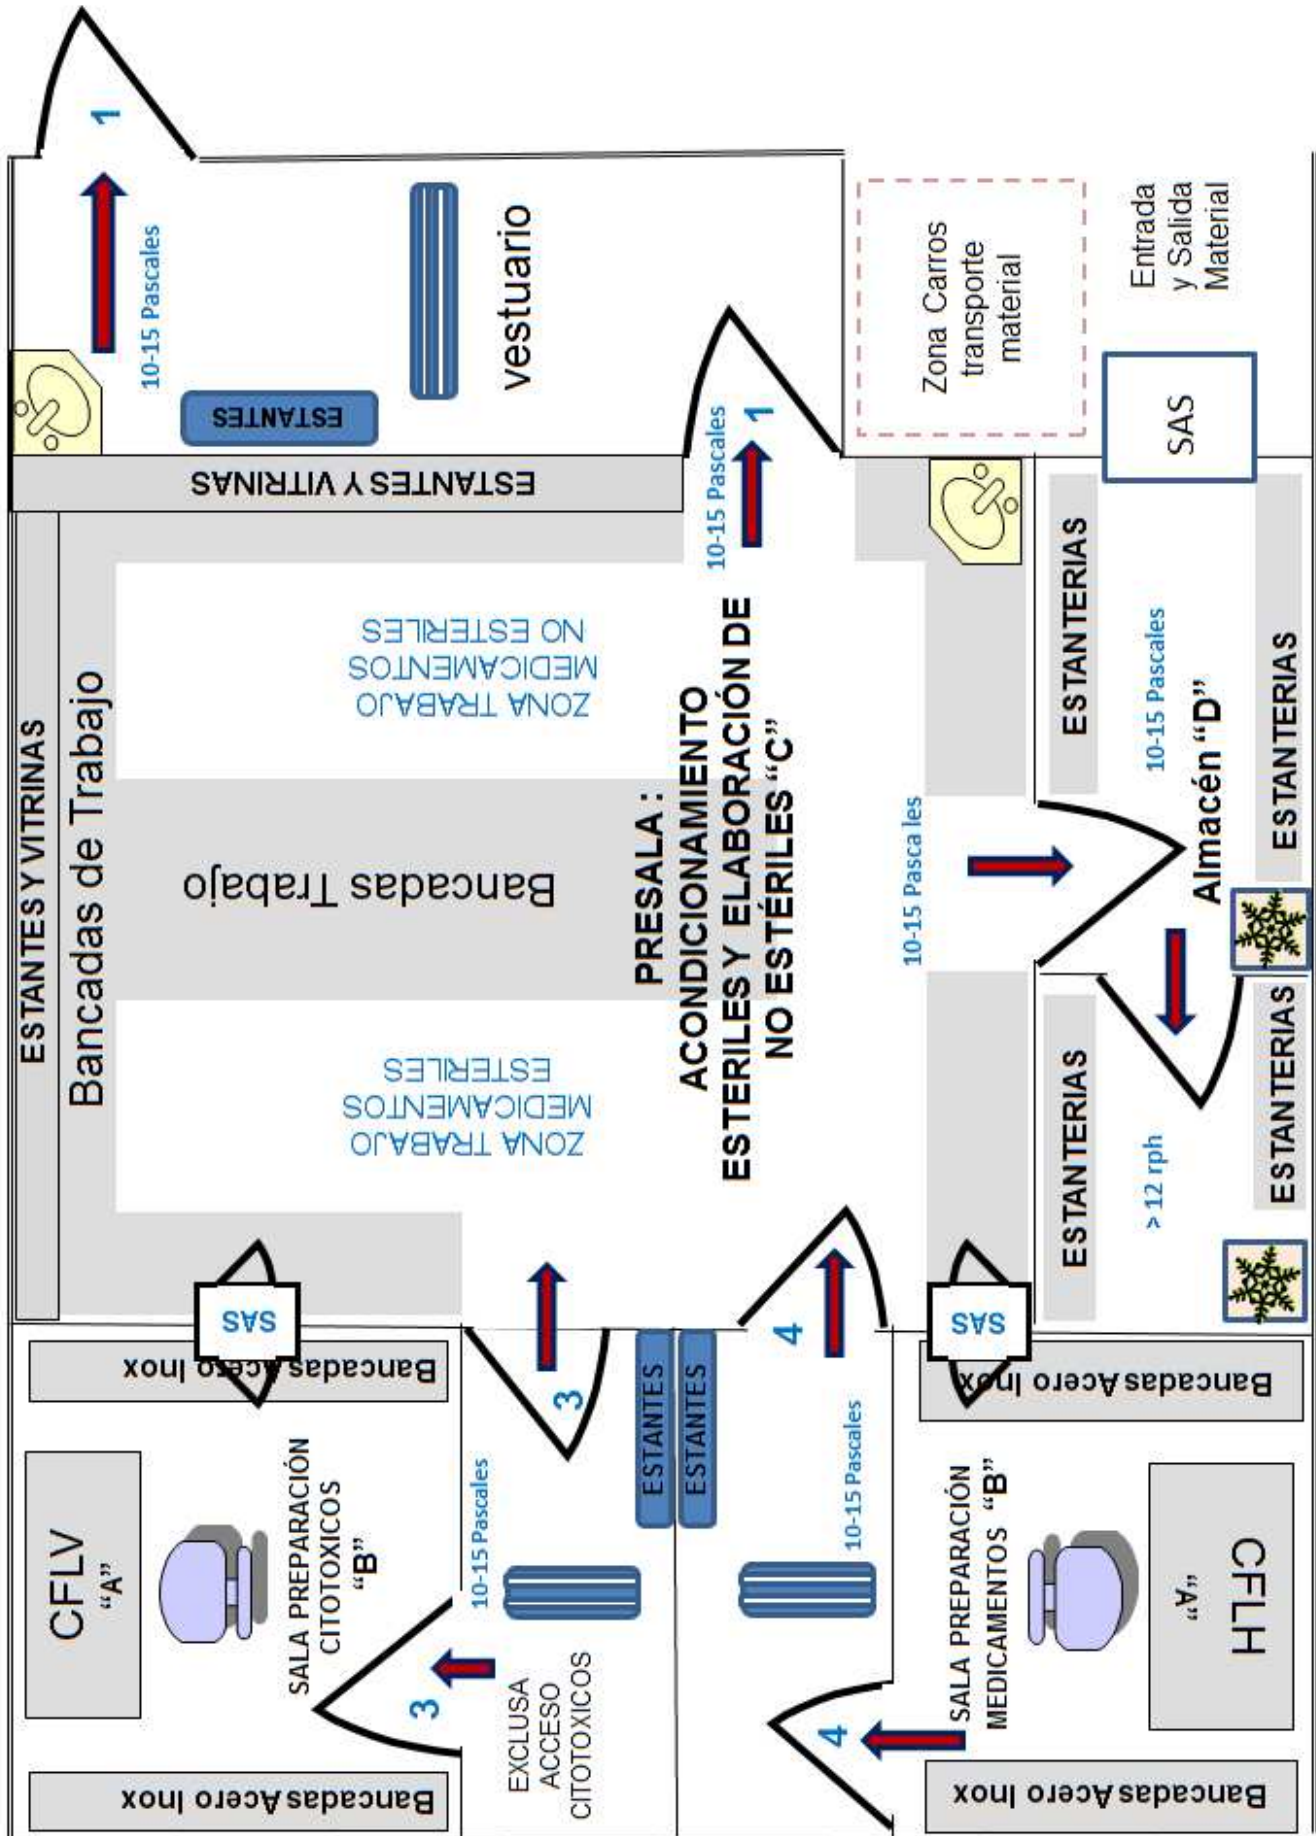 ESTANTES Y VITRINAS
Bancadas de Trabajo
CFLV
“A”
SALA PREPARACIÓN
CITOTOXICOS
“B”
Bancadas Acero Inox
Bancadas Acero Inox
SAS
ZONA TRABAJO
MEDICAMENTOS
ESTERILES
Bancadas Trabajo
ZONA TRABAJO
MEDICAMENTOS
NO ESTERILES
ESTANTES Y VITRINAS
ESTANTES
10-15 Pascales
1
vestuario
3
10-15 Pascales
3
EXCLUSA
ACCESO
CITOTOXICOS
ESTANTES
ESTANTES
PRESALA :
ACONDICIONAMIENTO
ESTERILES Y ELABORACIÓN DE
NO ESTÉRILES “C”
10-15 Pascales
1
4
10-15 Pascales
4
10-15 Pascales
Zona Carros
transporte
material
SALA PREPARACIÓN
MEDICAMENTOS “B”
Bancadas Acero Inox
Bancadas Acero Inox
SAS
CFLH
“A”
ESTANTERIAS
> 12 rph
ESTANTERIAS
ESTANTERIAS
10-15 Pascales
Almacén “D”
ESTANTERIAS
SAS
Entrada
y Salida
Material